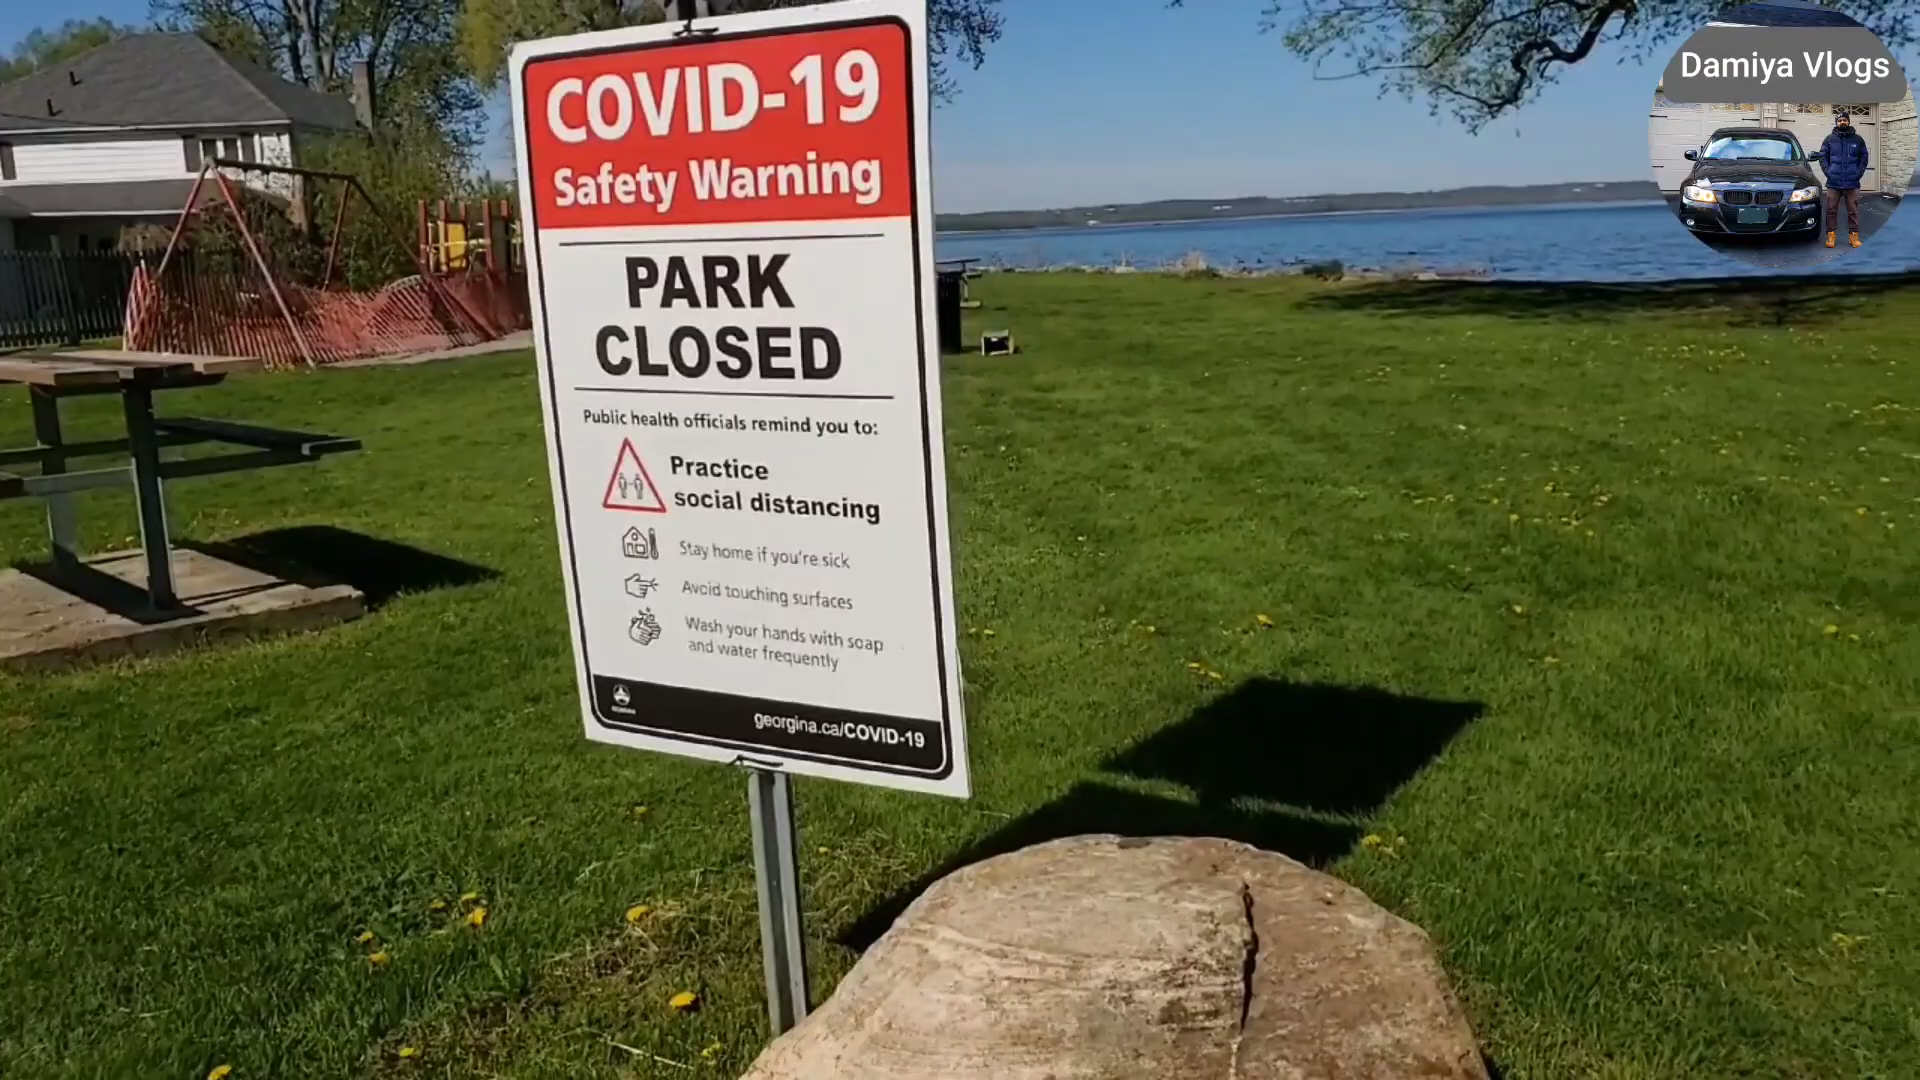 Damiya Vlogs
COVID-19
Safety Warning
PARK
CLOSED
Public health officials remind you to:
Practice
social distancing
Stay home if you're sick
Avoid touching surfaces
Wash your hands with soap
and water frequently
georgina.ca/COVID-19